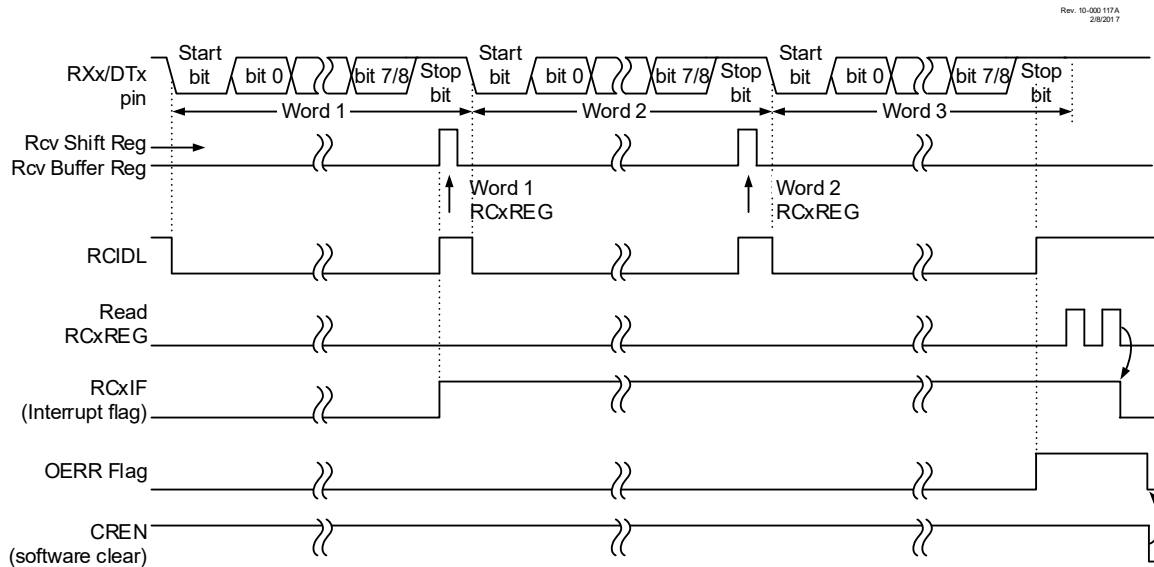 Rev. 10-000 117A
2/8/201 7
RXx/DTx
pin
Start
bit
bit 0
bit 7/8
Stop
bit
Start
bit
bit 0
bit 7/8
Stop
bit
Start
bit
bit 0
bit 7/8
Stop
bit
Word 1
Word 2
Word 3
Rcv Shift Reg
Rcv Buffer Reg
Word 1
RCxREG
Word 2
RCxREG
RCIDL
Read
RCxREG
RCxIF
(Interrupt flag)
OERR Flag
CREN
(software clear)